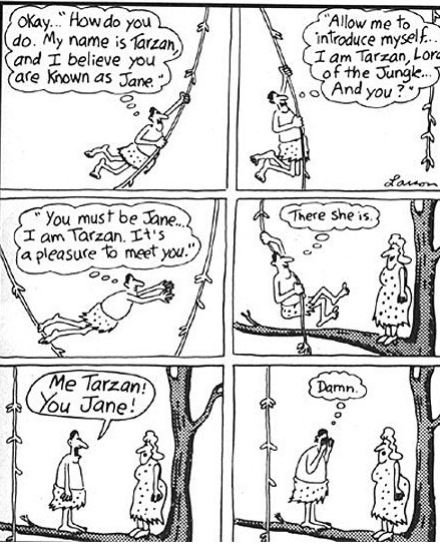 Okay... "How do you
do. My name is Tarzan,
and I believe you
are known as Jane."
"Allow me to
introduce myself...
I am Tarzan, Lord
of the Jungle...
And you?"
Larson
"You must be Jane...
I am Tarzan. It's
a pleasure to meet you."
There she is.
Me Tarzan!
You Jane!
Damn.